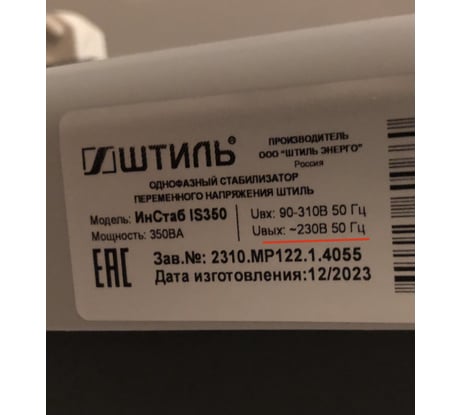 ШТИЛЬ®
ПРОИЗВОДИТЕЛЬ
ООО "ШТИЛЬ ЭНЕРГО"
Россия
ОДНОФАЗНЫЙ СТАБИЛИЗАТОР
ПЕРЕМЕННОГО НАПРЯЖЕНИЯ ШТИЛЬ
Модель: ИнСтаб IS350
Мощность: 350ВА
Uвх: 90-310В 50 Гц
Uвых: ~230В 50 Гц
ЕАС
Зав.№: 2310.МР122.1.4055
Дата изготовления:12/2023